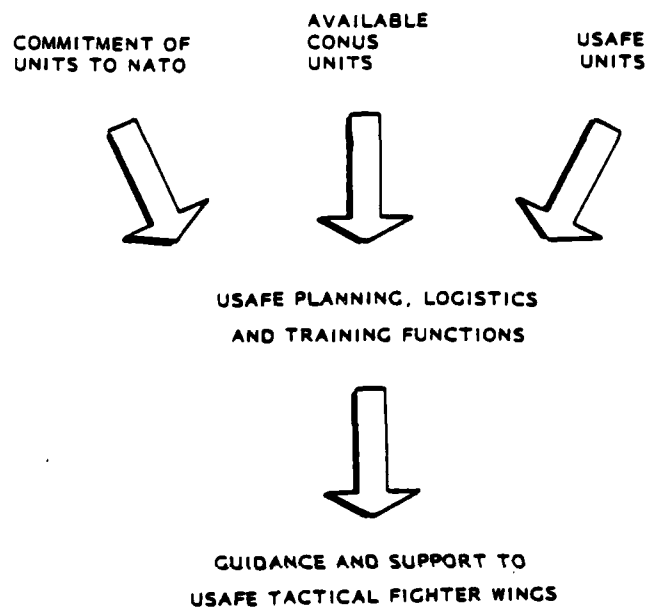 COMMITMENT OF
UNITS TO NATO
AVAILABLE
CONUS
UNITS
USAFE
UNITS
USAFE PLANNING, LOGISTICS
AND TRAINING FUNCTIONS
GUIDANCE AND SUPPORT TO
USAFE TACTICAL FIGHTER WINGS